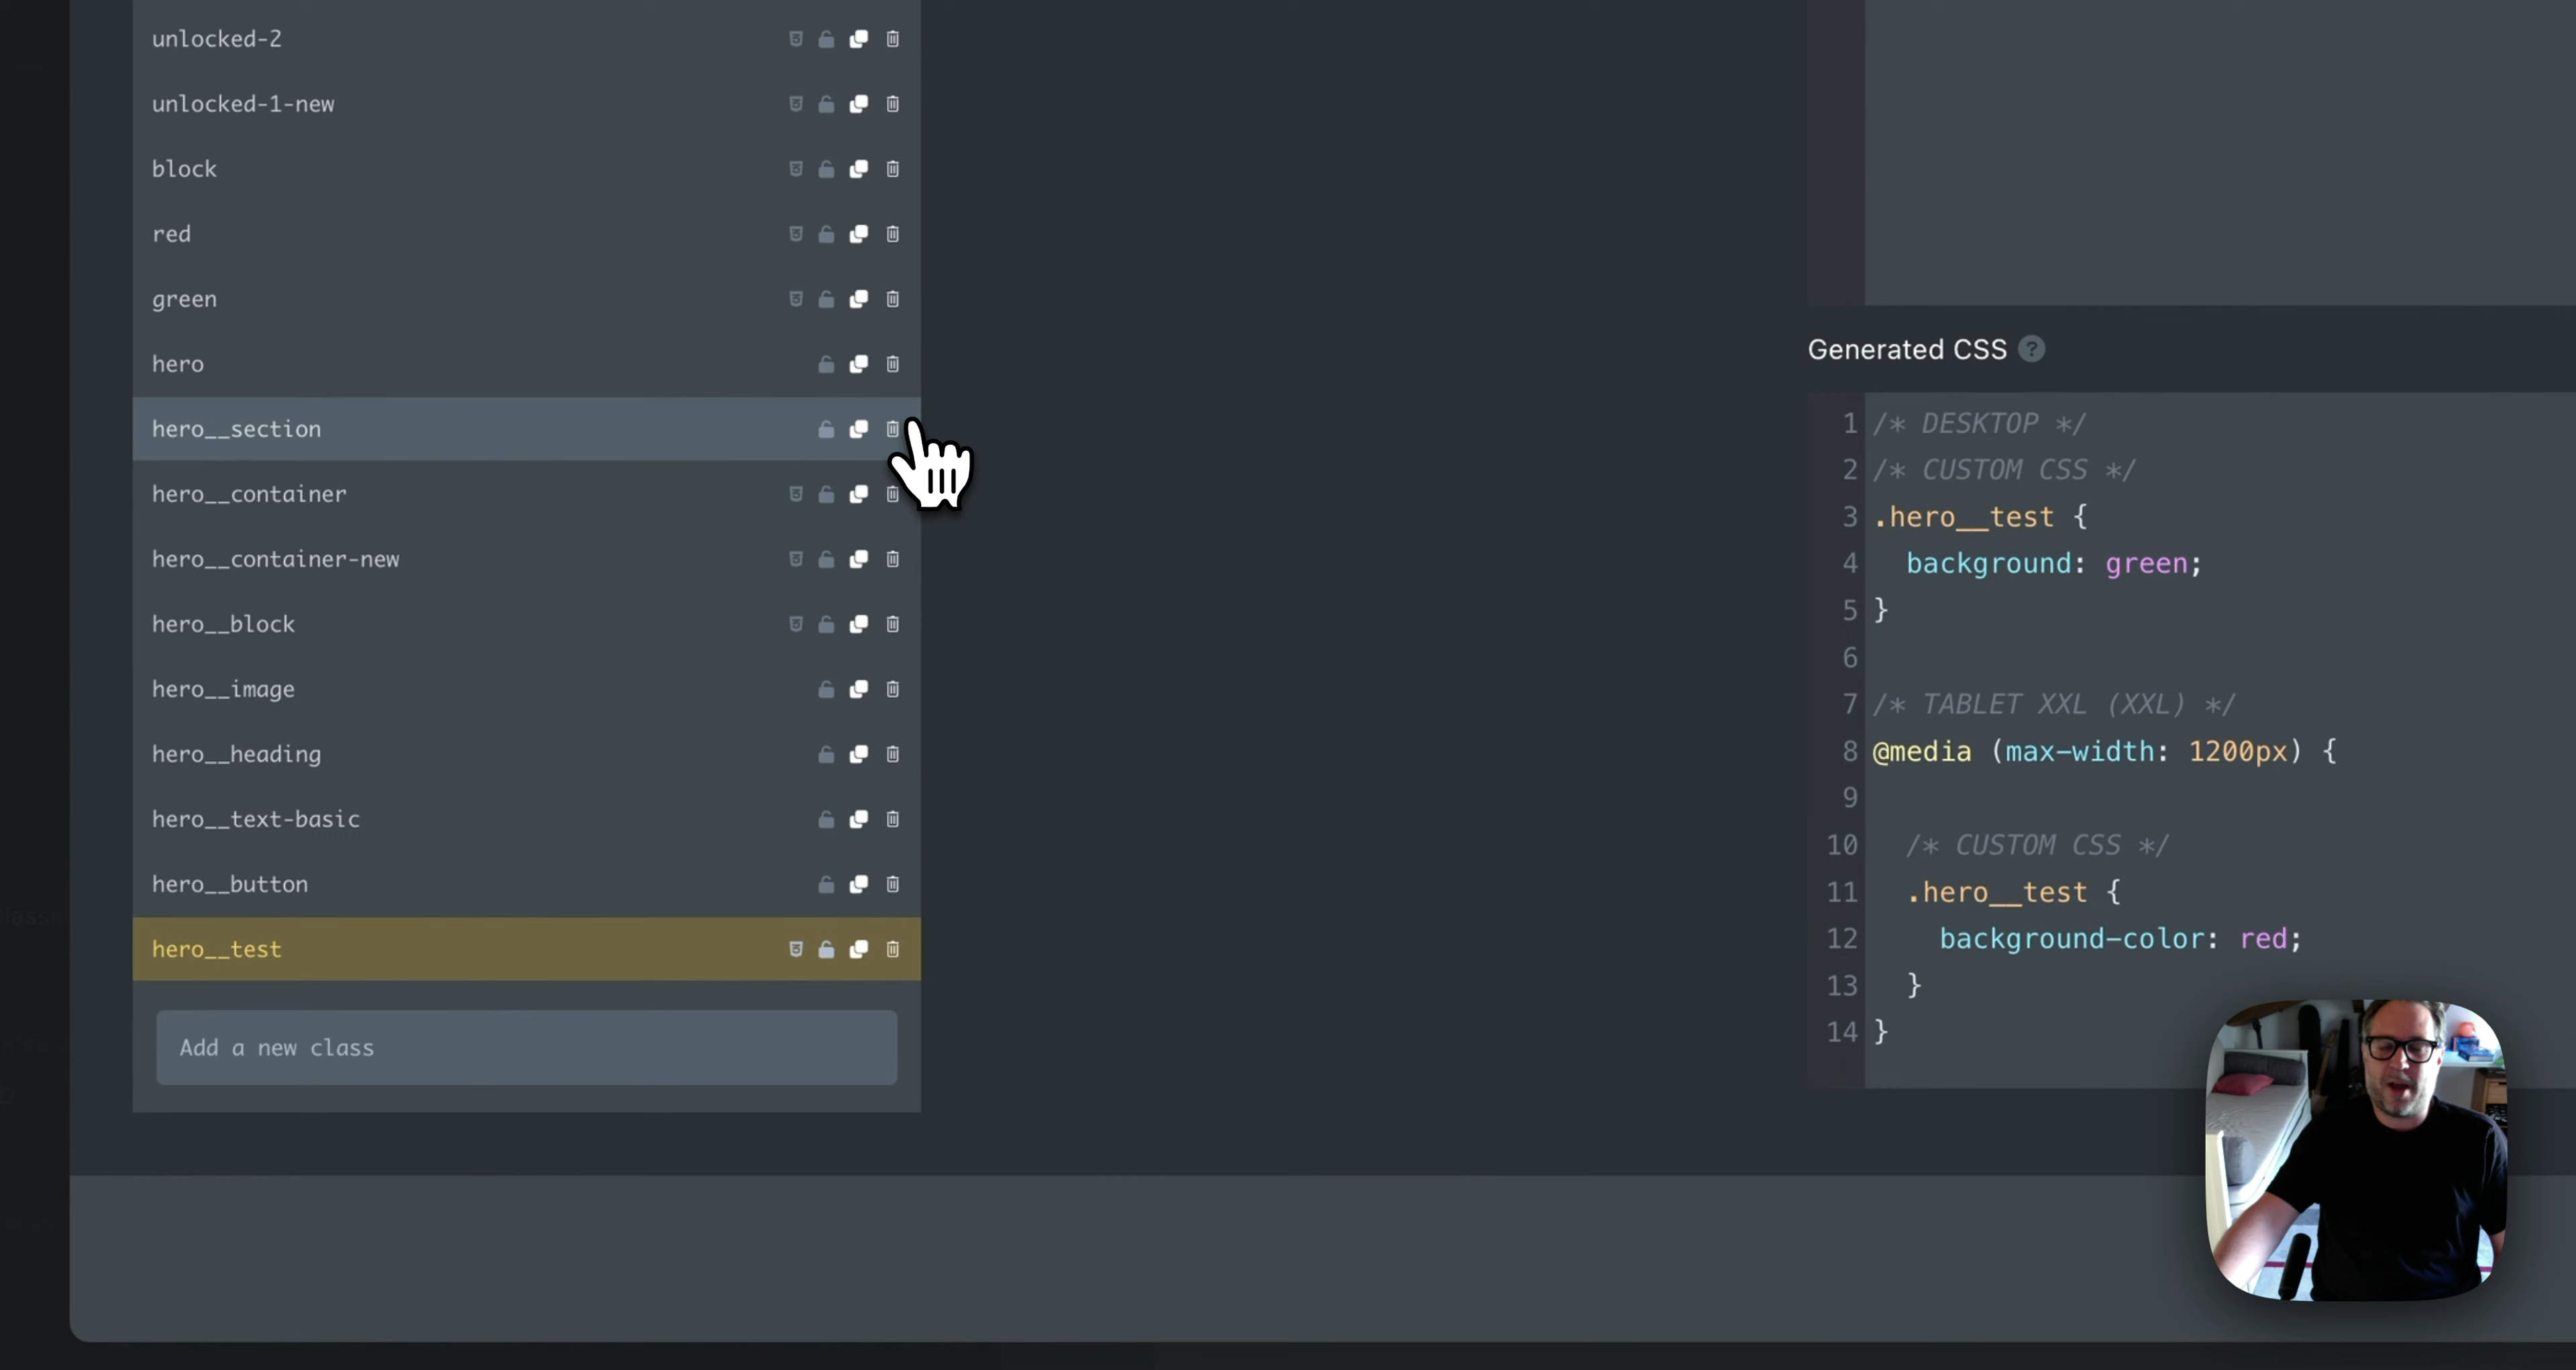 unlocked-2
unlocked-1-new
block
red
green
hero
hero__section
hero__container
hero__container-new
hero__block
hero__image
hero__heading
hero__text-basic
hero__button
hero__test
Add a new class
Generated CSS ?
1 /* DESKTOP */
2 /* CUSTOM CSS */
3 .hero__test {
4 background: green;
5 }
6
7 /* TABLET XXL (XXL) */
8 @media (max-width: 1200px) {
9
10 /* CUSTOM CSS */
11 .hero__test {
12 background-color: red;
13 }
14 }